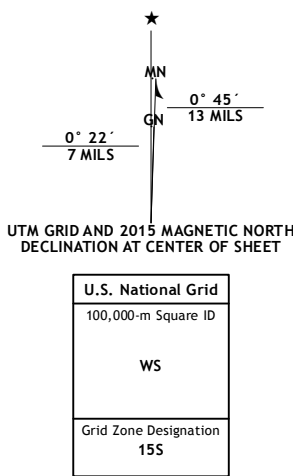 ★
MN
0° 45´
13 MILS
GN
0° 22´
7 MILS
UTM GRID AND 2015 MAGNETIC NORTH
DECLINATION AT CENTER OF SHEET
U.S. National Grid
100,000-m Square ID
WS
Grid Zone Designation
15S